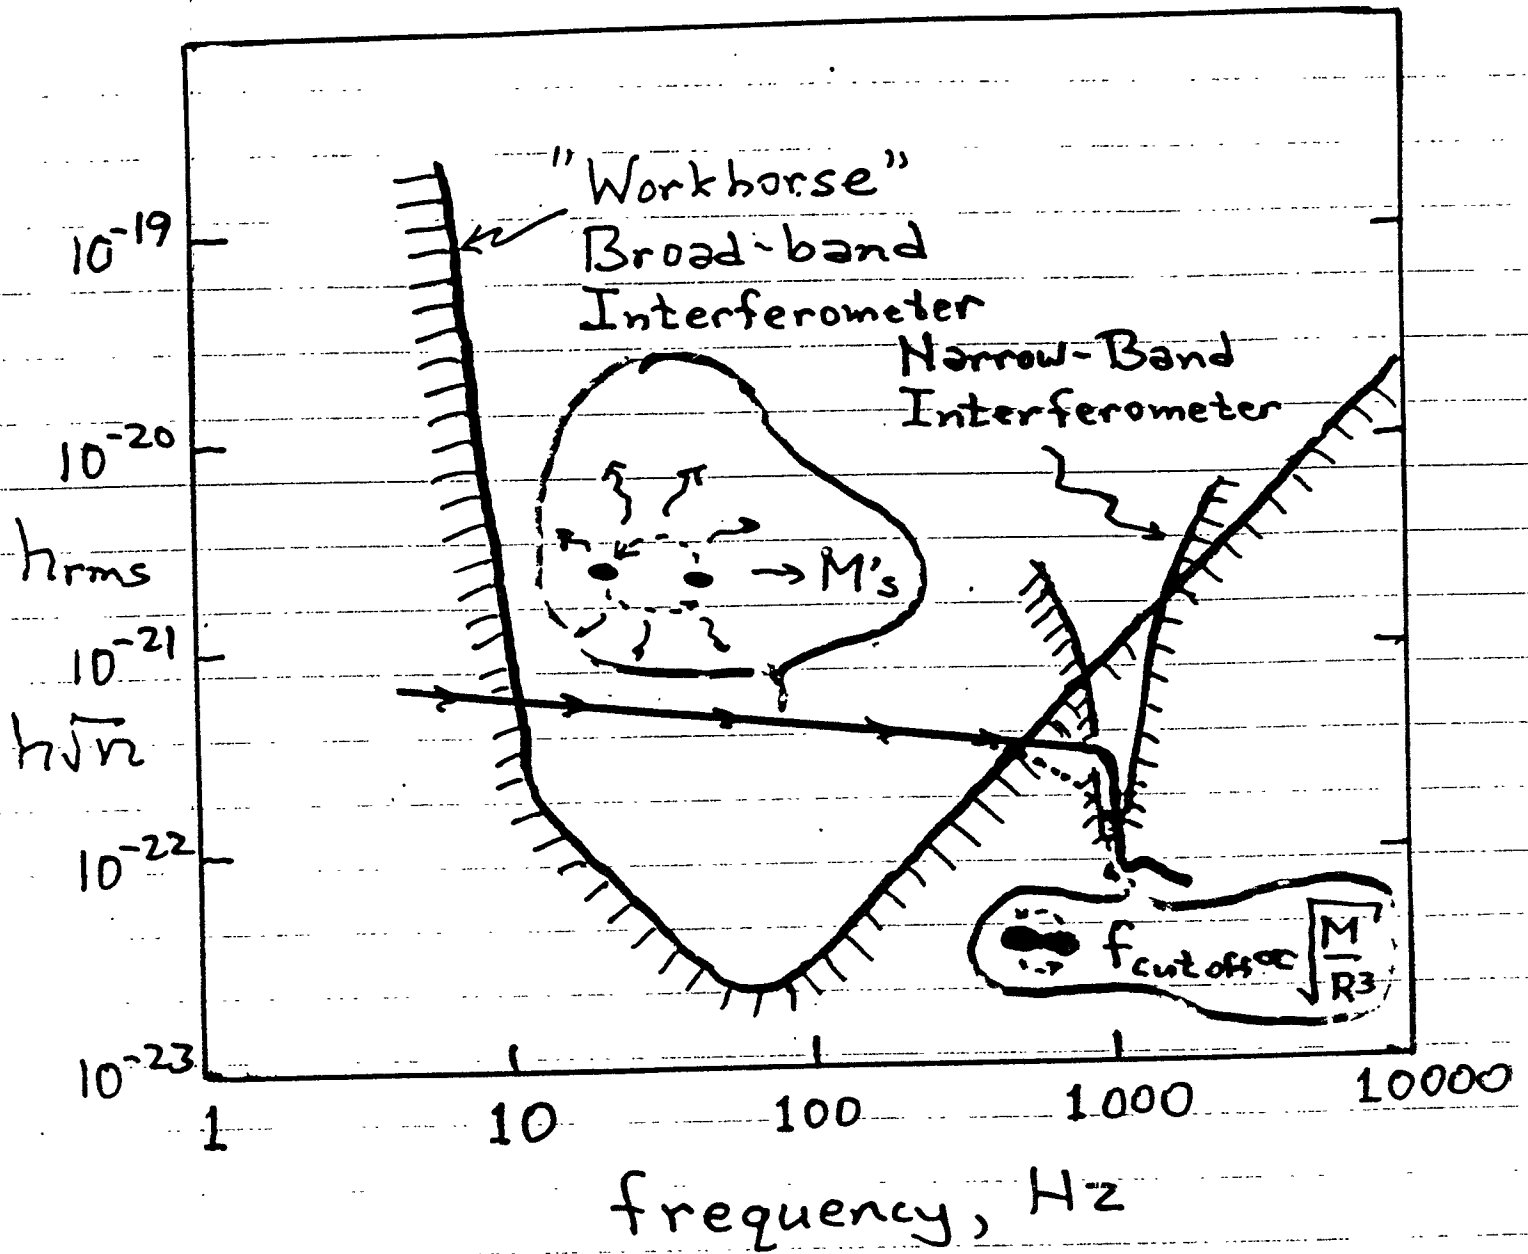 "Workhorse"
Broad-band
Interferometer
Narrow-Band
Interferometer
10^-19
10^-20
h_rms
10^-21
h√n
10^-22
10^-23
→ M's
f_cutoff ∝ √(M/R^3)
1
10
100
1000
10000
frequency, Hz